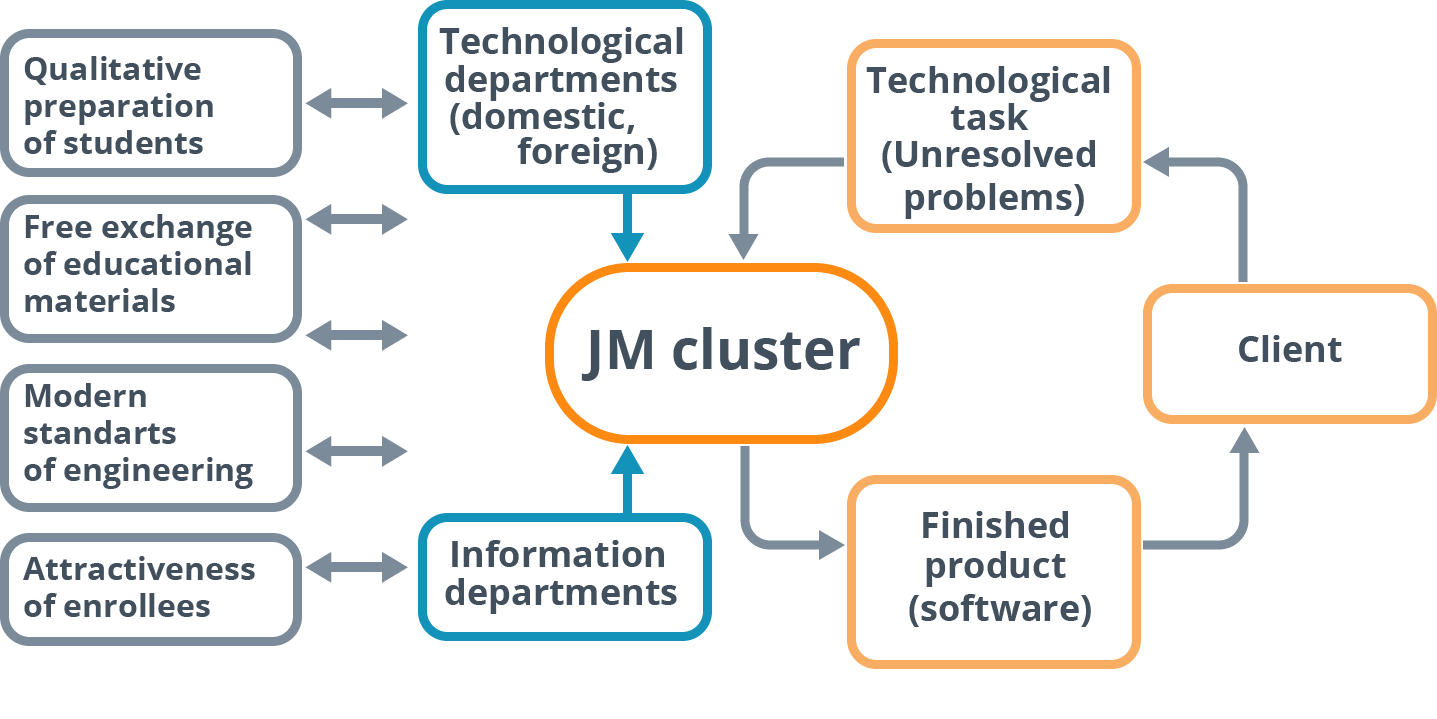 Qualitative
preparation
of students
Free exchange
of educational
materials
Modern
standarts
of engineering
Attractiveness
of enrollees
Technological
departments
(domestic,
foreign)
JM cluster
Information
departments
Technological
task
(Unresolved
problems)
Client
Finished
product
(software)